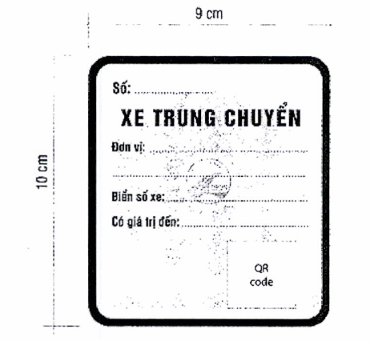 9 cm
10 cm
Số:
XE TRUNG CHUYỂN
Đơn vị:
Biển số xe:
Có giá trị đến:
QR
code